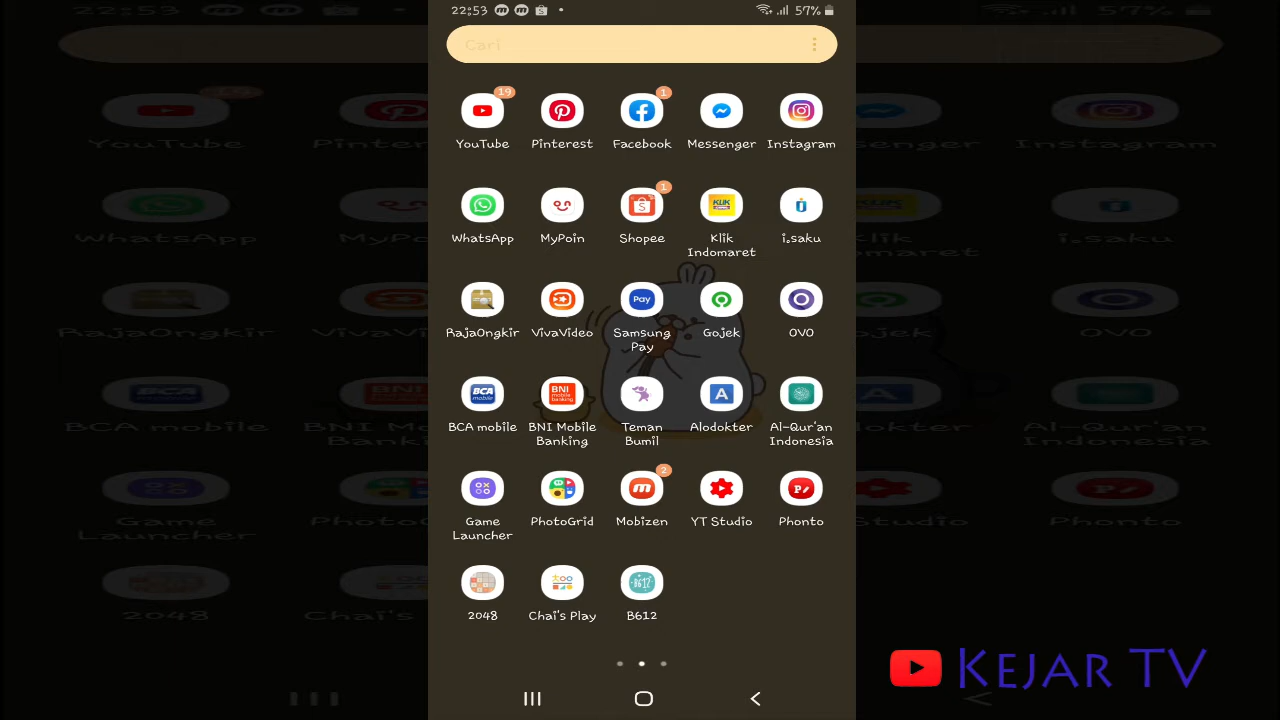 22:53
57%
Cari
19
1
YouTube Pinterest Facebook Messenger Instagram
1
WhatsApp MyPoin Shopee Klik Indomaret i.saku
RajaOngkir VivaVideo Samsung Pay Gojek OVO
BCA mobile BNI Mobile Banking Teman Bumil Alodokter Al-Qur'an Indonesia
2
Game Launcher PhotoGrid Mobizen YT Studio Phonto
2048 Chai's Play B612
KEJAR TV